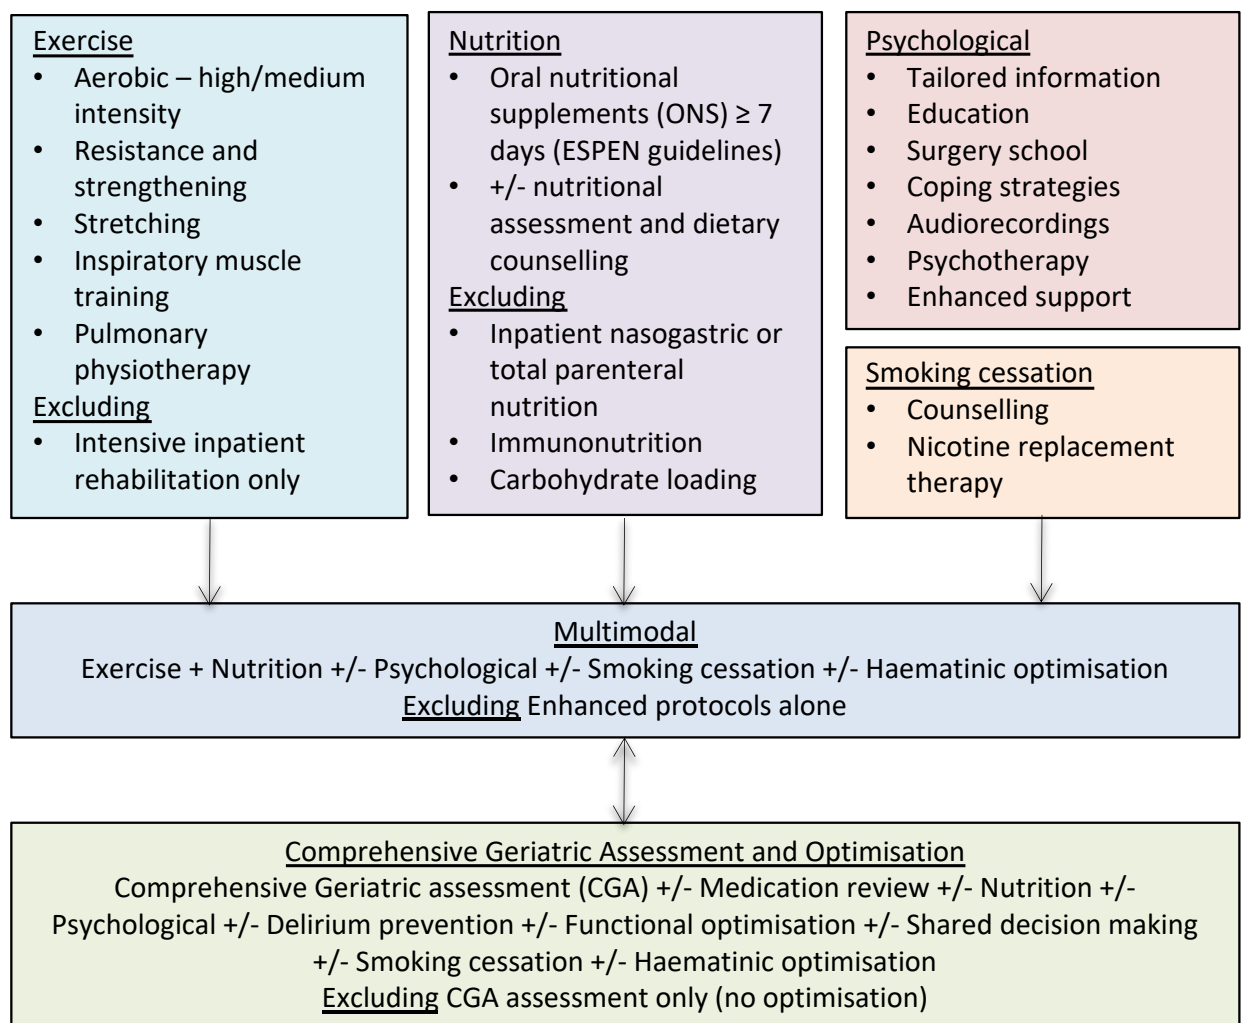 Exercise
• Aerobic – high/medium
intensity
• Resistance and
strengthening
• Stretching
• Inspiratory muscle
training
• Pulmonary
physiotherapy
Excluding
• Intensive inpatient
rehabilitation only
Nutrition
• Oral nutritional
supplements (ONS) ≥ 7
days (ESPEN guidelines)
• +/- nutritional
assessment and dietary
counselling
Excluding
• Inpatient nasogastric or
total parenteral
nutrition
• Immunonutrition
• Carbohydrate loading
Psychological
• Tailored information
• Education
• Surgery school
• Coping strategies
• Audiorecordings
• Psychotherapy
• Enhanced support
Smoking cessation
• Counselling
• Nicotine replacement
therapy
Multimodal
Exercise + Nutrition +/- Psychological +/- Smoking cessation +/- Haematinic optimisation
Excluding Enhanced protocols alone
Comprehensive Geriatric Assessment and Optimisation
Comprehensive Geriatric assessment (CGA) +/- Medication review +/- Nutrition +/-
Psychological +/- Delirium prevention +/- Functional optimisation +/- Shared decision making
+/- Smoking cessation +/- Haematinic optimisation
Excluding CGA assessment only (no optimisation)